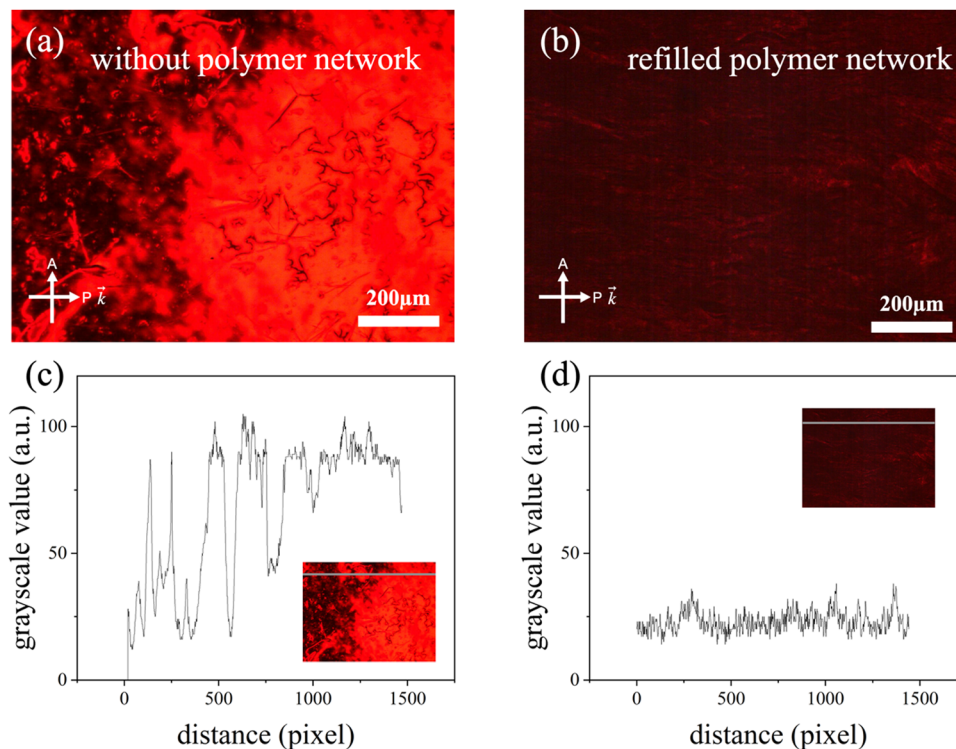 (a)
without polymer network
A
P k⃗
200μm
(b)
refilled polymer network
A
P k⃗
200μm
(c)
100
50
0
grayscale value (a.u.)
0 500 1000 1500
distance (pixel)
(d)
100
50
0
grayscale value (a.u.)
0 500 1000 1500
distance (pixel)